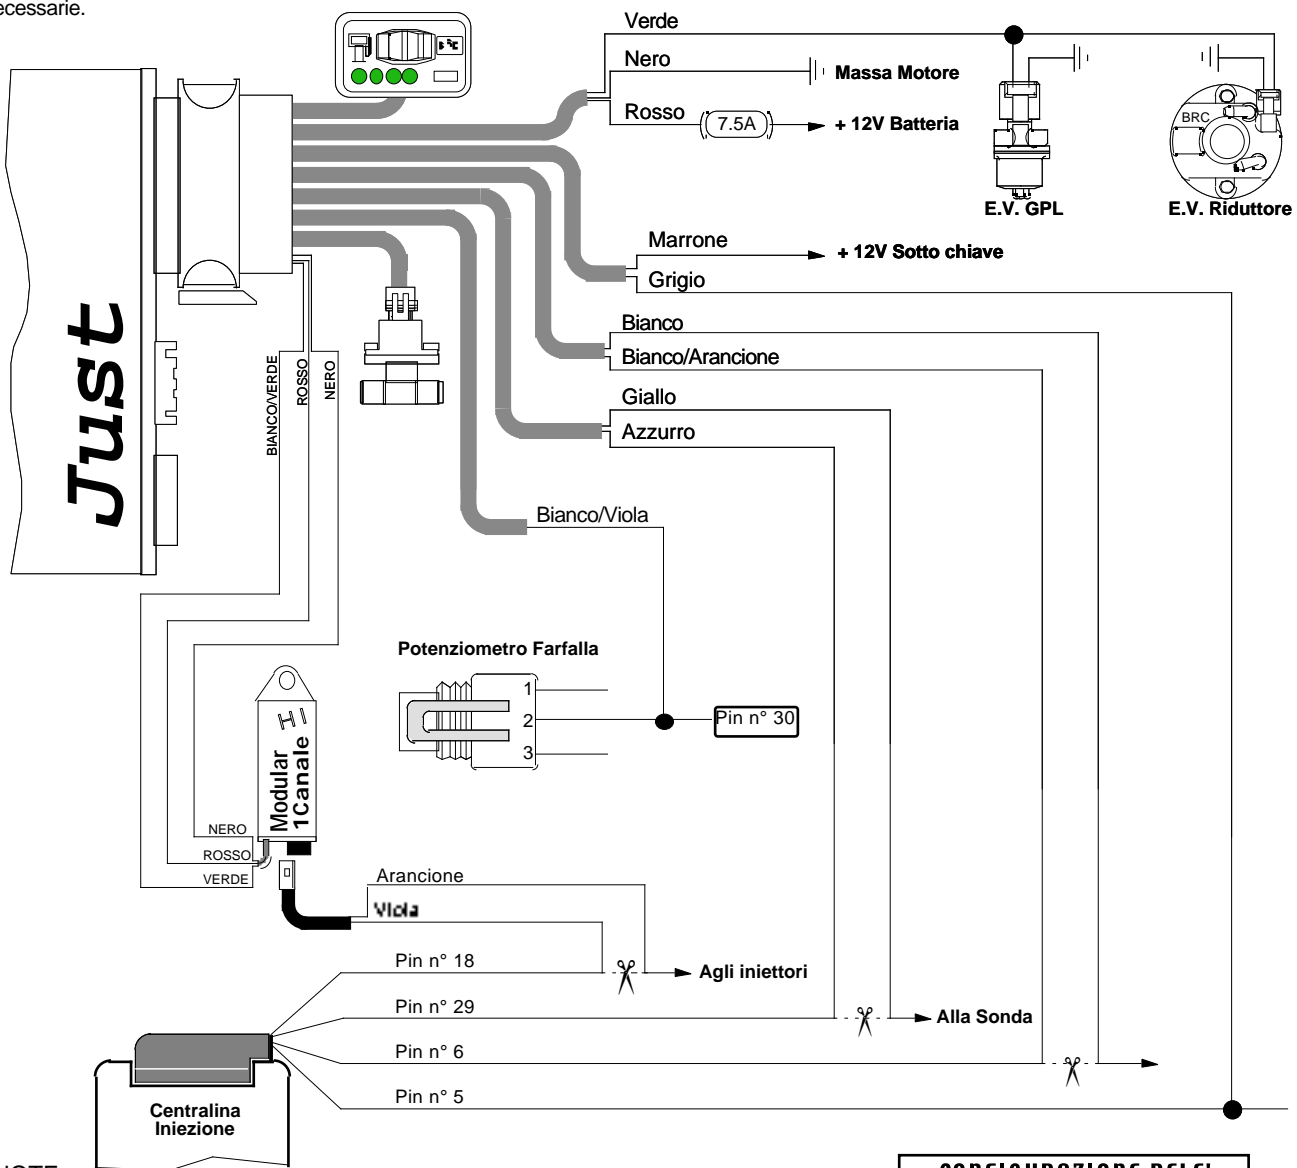 ecessarie.
Verde
Nero
Massa Motore
Rosso
7.5A
+ 12V Batteria
BRC
E.V. GPL
E.V. Riduttore
Marrone
+ 12V Sotto chiave
Grigio
Bianco
Bianco/Arancione
Giallo
Azzurro
Just
BIANCO/VERDE
ROSSO
NERO
Bianco/Viola
Potenziometro Farfalla
1
2
3
Pin n° 30
HI
Modular
1Canale
NERO
ROSSO
VERDE
Arancione
Viola
Pin n° 18
Agli iniettori
Pin n° 29
Alla Sonda
Pin n° 6
Pin n° 5
Centralina
Iniezione